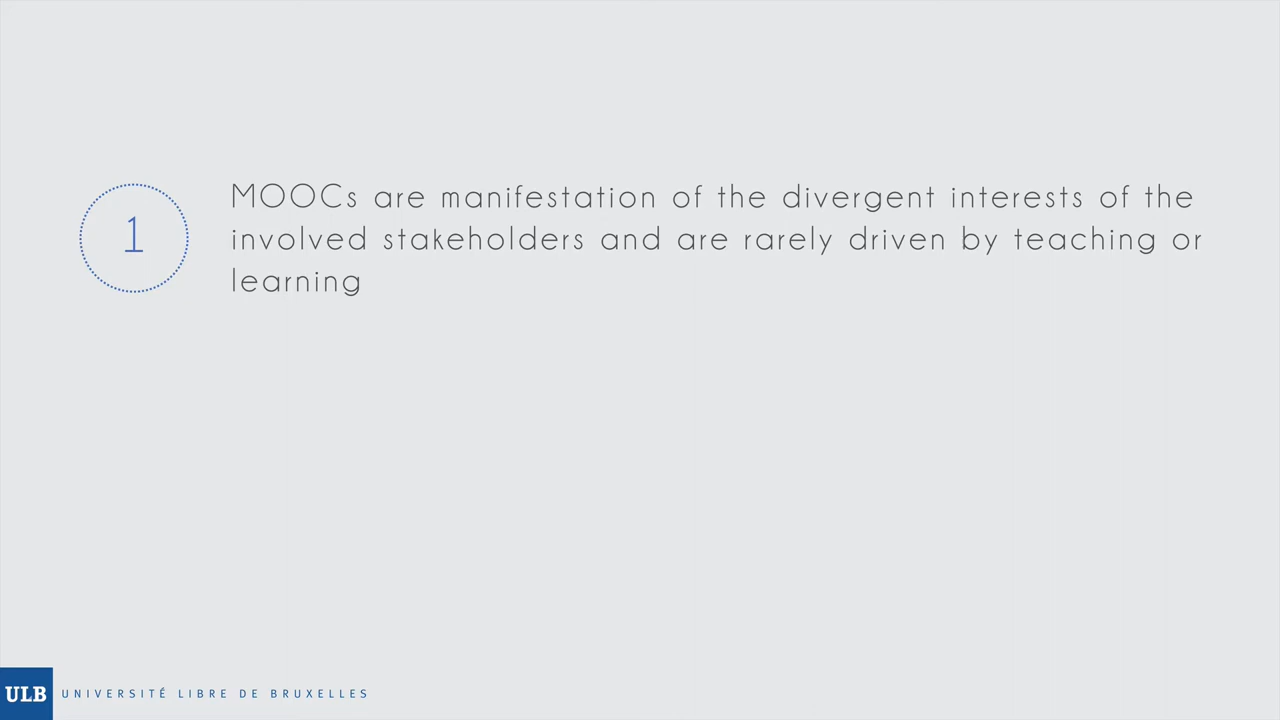 1
MOOCs are manifestation of the divergent interests of the
involved stakeholders and are rarely driven by teaching or
learning
ULB UNIVERSITÉ LIBRE DE BRUXELLES